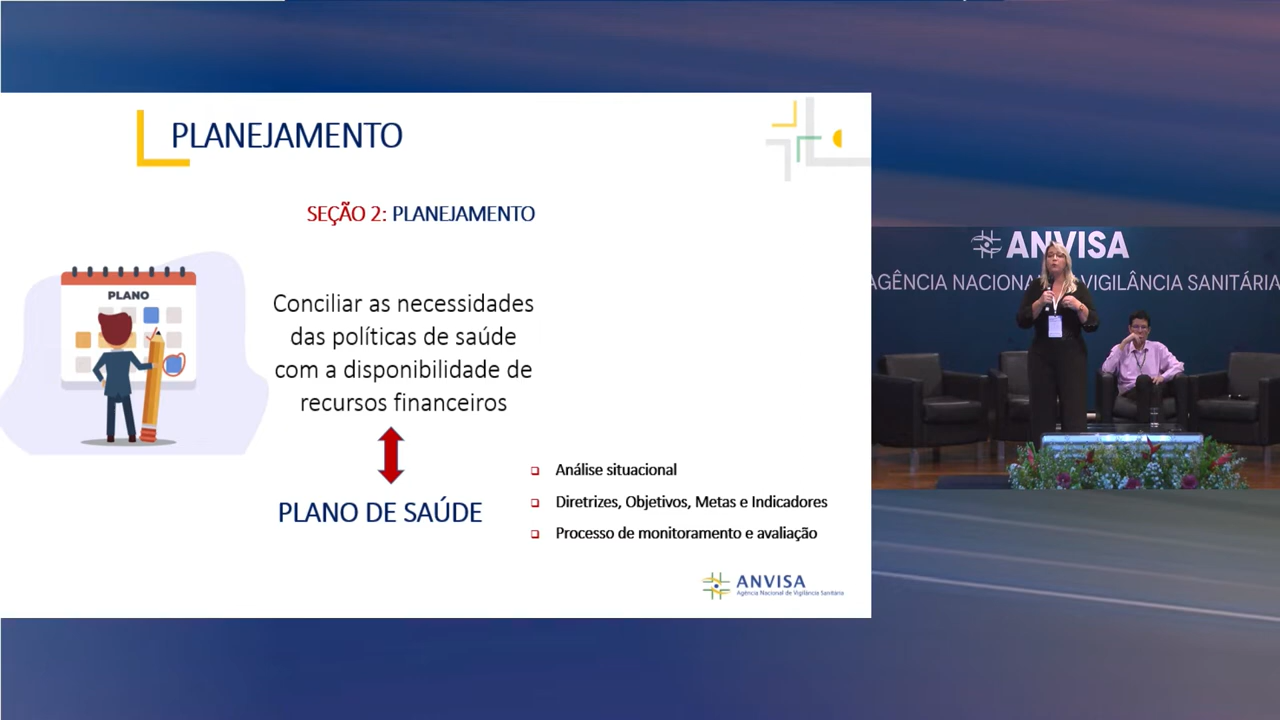 PLANEJAMENTO
SEÇÃO 2: PLANEJAMENTO
PLANO
Conciliar as necessidades
das políticas de saúde
com a disponibilidade de
recursos financeiros
PLANO DE SAÚDE
Análise situacional
Diretrizes, Objetivos, Metas e Indicadores
Processo de monitoramento e avaliação
ANVISA
Agência Nacional de Vigilância Sanitária
ANVISA
AGÊNCIA NACIONA VIGILÂNCIA SANITÁRIA